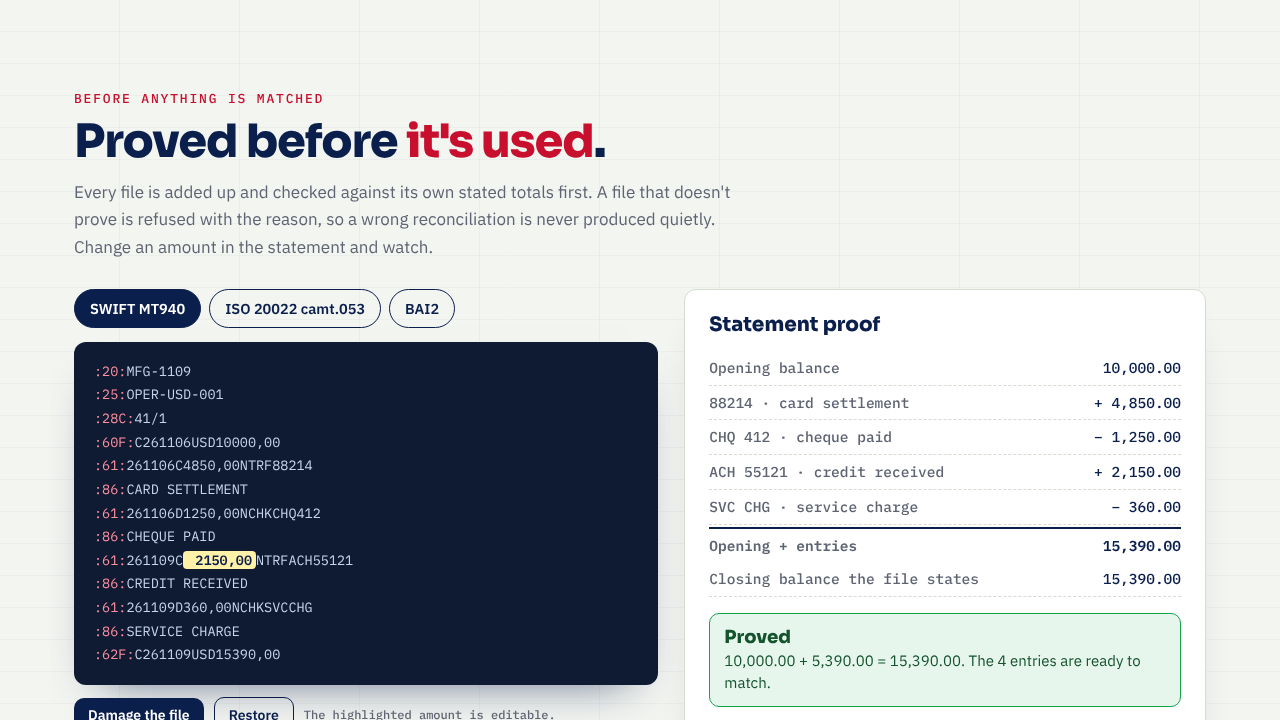 BEFORE ANYTHING IS MATCHED
Proved before it's used.
Every file is added up and checked against its own stated totals first. A file that doesn't
prove is refused with the reason, so a wrong reconciliation is never produced quietly.
Change an amount in the statement and watch.
SWIFT MT940
ISO 20022 camt.053
BAI2
:20:MFG-1109
:25:OPER-USD-001
:28C:41/1
:60F:C261106USD10000,00
:61:261106C4850,00NTRF88214
:86:CARD SETTLEMENT
:61:261106D1250,00NCHKCHQ412
:86:CHEQUE PAID
:61:261109C 2150,00 NTRFACH55121
:86:CREDIT RECEIVED
:61:261109D360,00NCHKSVCCHG
:86:SERVICE CHARGE
:62F:C261109USD15390,00
Damage the file
Restore
The highlighted amount is editable.
Statement proof
Opening balance 10,000.00
88214 · card settlement + 4,850.00
CHQ 412 · cheque paid − 1,250.00
ACH 55121 · credit received + 2,150.00
SVC CHG · service charge − 360.00
Opening + entries 15,390.00
Closing balance the file states 15,390.00
Proved
10,000.00 + 5,390.00 = 15,390.00. The 4 entries are ready to
match.